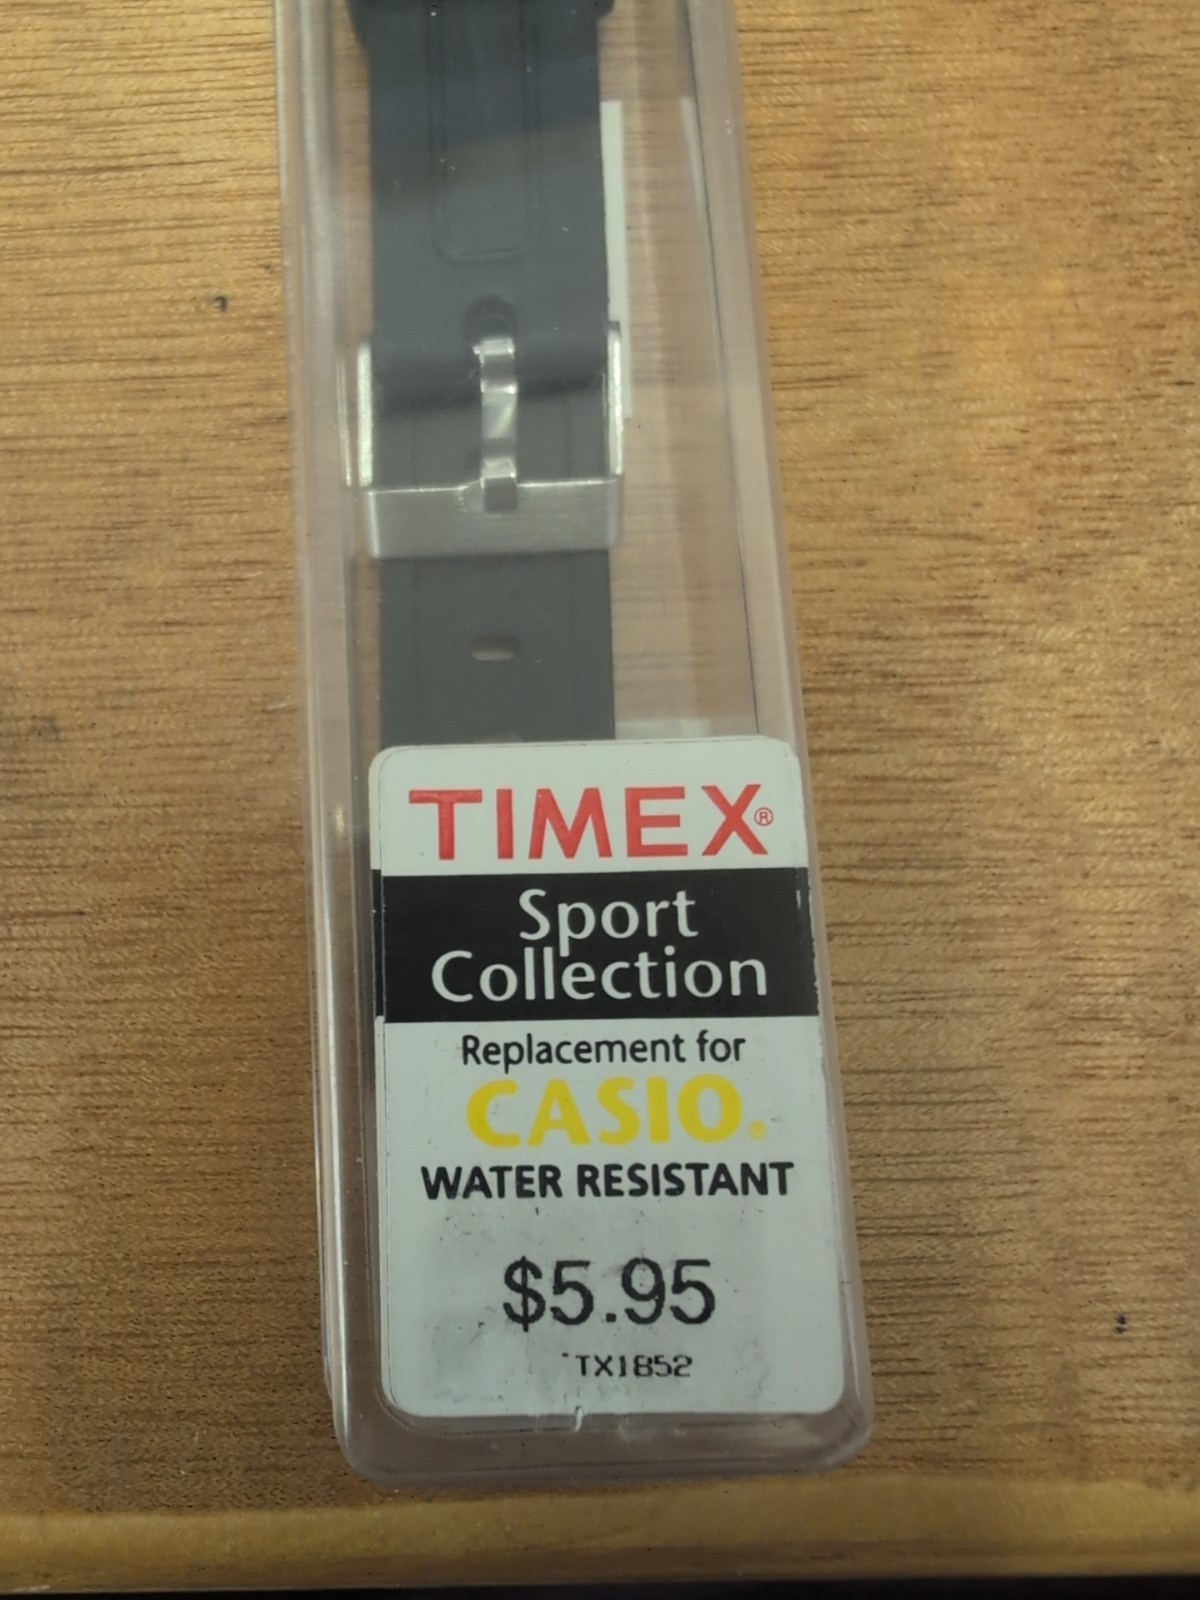 TIMEX®
Sport
Collection
Replacement for
CASIO®
WATER RESISTANT
$5.95
TX1852